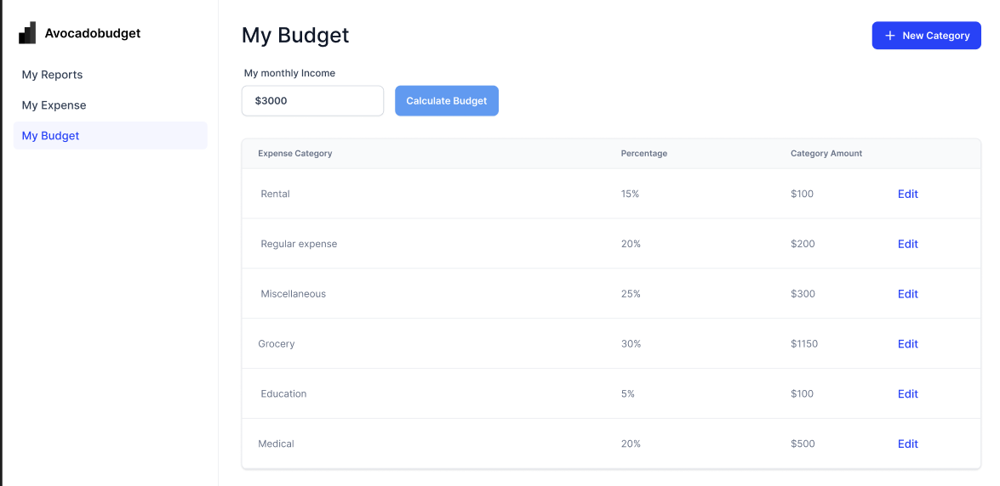 Avocadobudget
My Reports
My Expense
My Budget
My Budget
+ New Category
My monthly Income
$3000
Calculate Budget
Expense Category Percentage Category Amount
Rental 15% $100 Edit
Regular expense 20% $200 Edit
Miscellaneous 25% $300 Edit
Grocery 30% $1150 Edit
Education 5% $100 Edit
Medical 20% $500 Edit